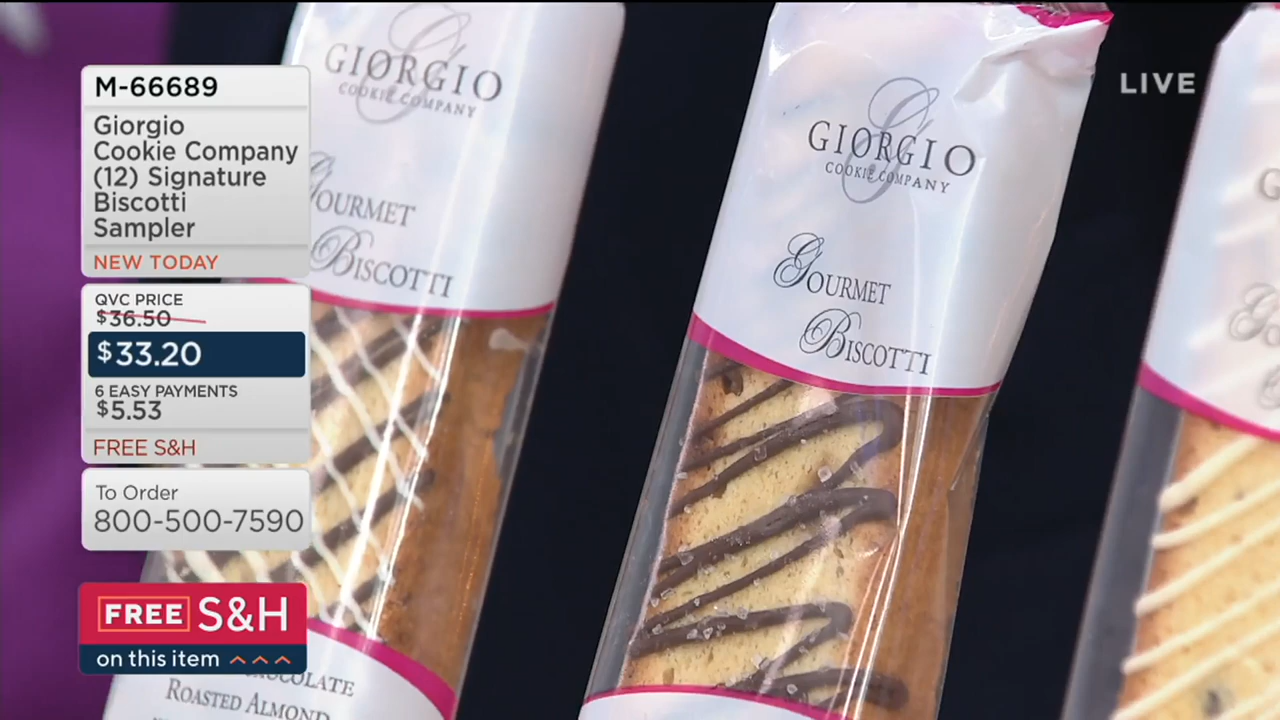 M-66689
Giorgio
Cookie Company
(12) Signature
Biscotti
Sampler
NEW TODAY
QVC PRICE
$36.50
$33.20
6 EASY PAYMENTS
$5.53
FREE S&H
To Order
800-500-7590
FREE S&H
on this item
LIVE
GIORGIO
COOKIE COMPANY
GOURMET
BISCOTTI
ROASTED ALMOND
GIORGIO
COOKIE COMPANY
GOURMET
BISCOTTI